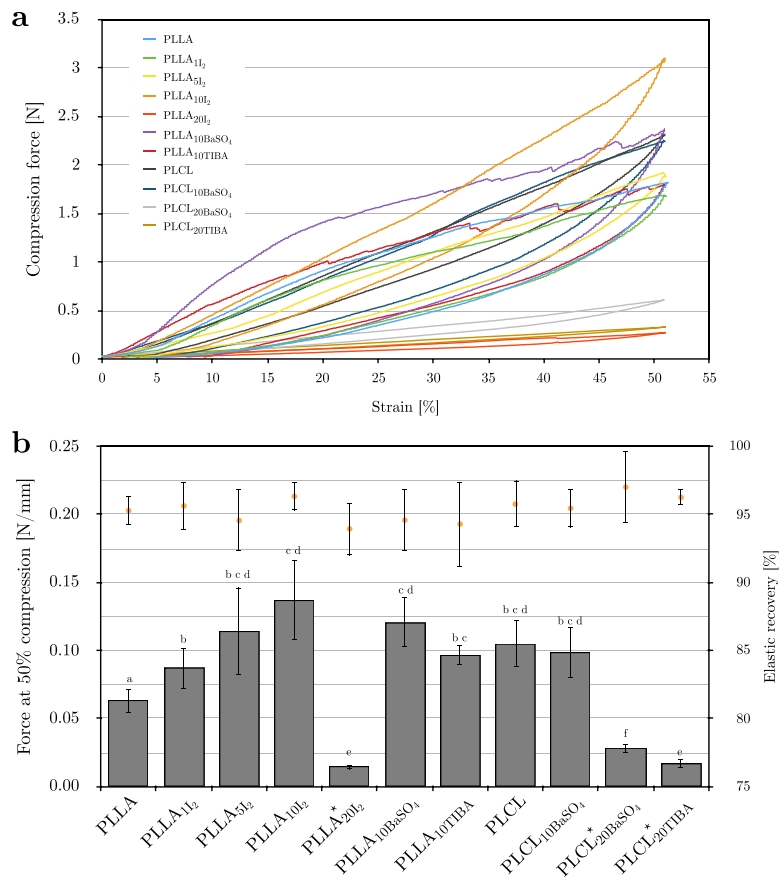 a
Compression force [N]
3.5
3
2.5
2
1.5
1
0.5
0
PLLA
PLLA1I2
PLLA5I2
PLLA10I2
PLLA20I2
PLLA10BaSO4
PLLA10TIBA
PLCL
PLCL10BaSO4
PLCL20BaSO4
PLCL20TIBA
0 5 10 15 20 25 30 35 40 45 50 55
Strain [%]
b
Force at 50% compression [N/mm]
0.25
0.20
0.15
0.10
0.05
0.00
a
b
b c d
c d
e
c d
b c
b c d
b c d
f
e
100
95
90
85
80
75
Elastic recovery [%]
PLLA
PLLA1I2
PLLA5I2
PLLA10I2
PLLA*20I2
PLLA10BaSO4
PLLA10TIBA
PLCL
PLCL10BaSO4
PLCL*20BaSO4
PLCL*20TIBA